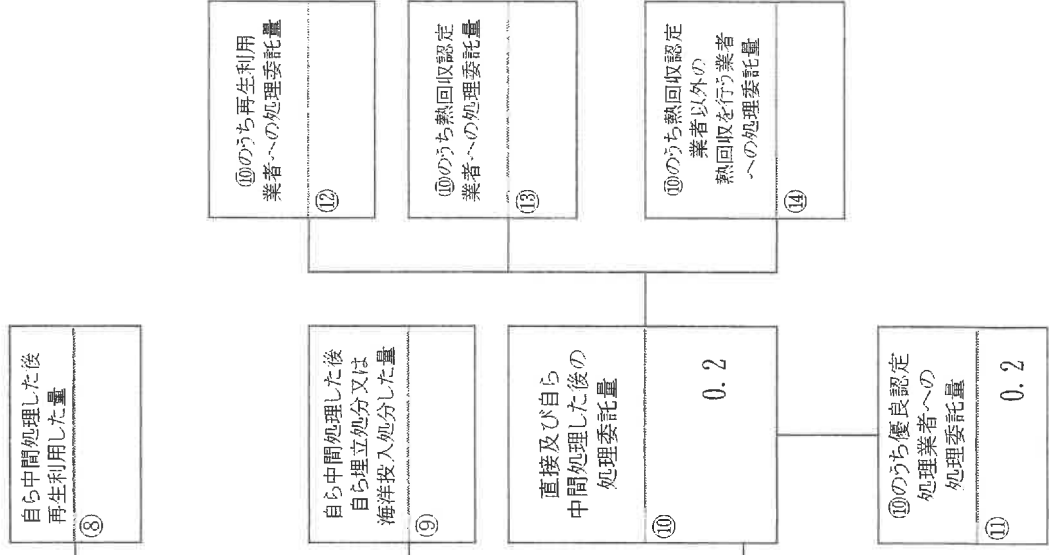 自ら中間処理した後
再生利用した量
⑧
自ら中間処理した後
自ら埋立処分又は
海洋投入処分した量
⑨
直接及び自ら
中間処理した後の
処理委託量
⑩
0.2
⑩のうち優良認定
処理業者への
処理委託量
⑪
0.2
⑩のうち再生利用
業者への処理委託量
⑫
⑩のうち熱回収認定
業者への処理委託量
⑬
⑩のうち熱回収認定
業者以外の
熱回収を行う業者
への処理委託量
⑭